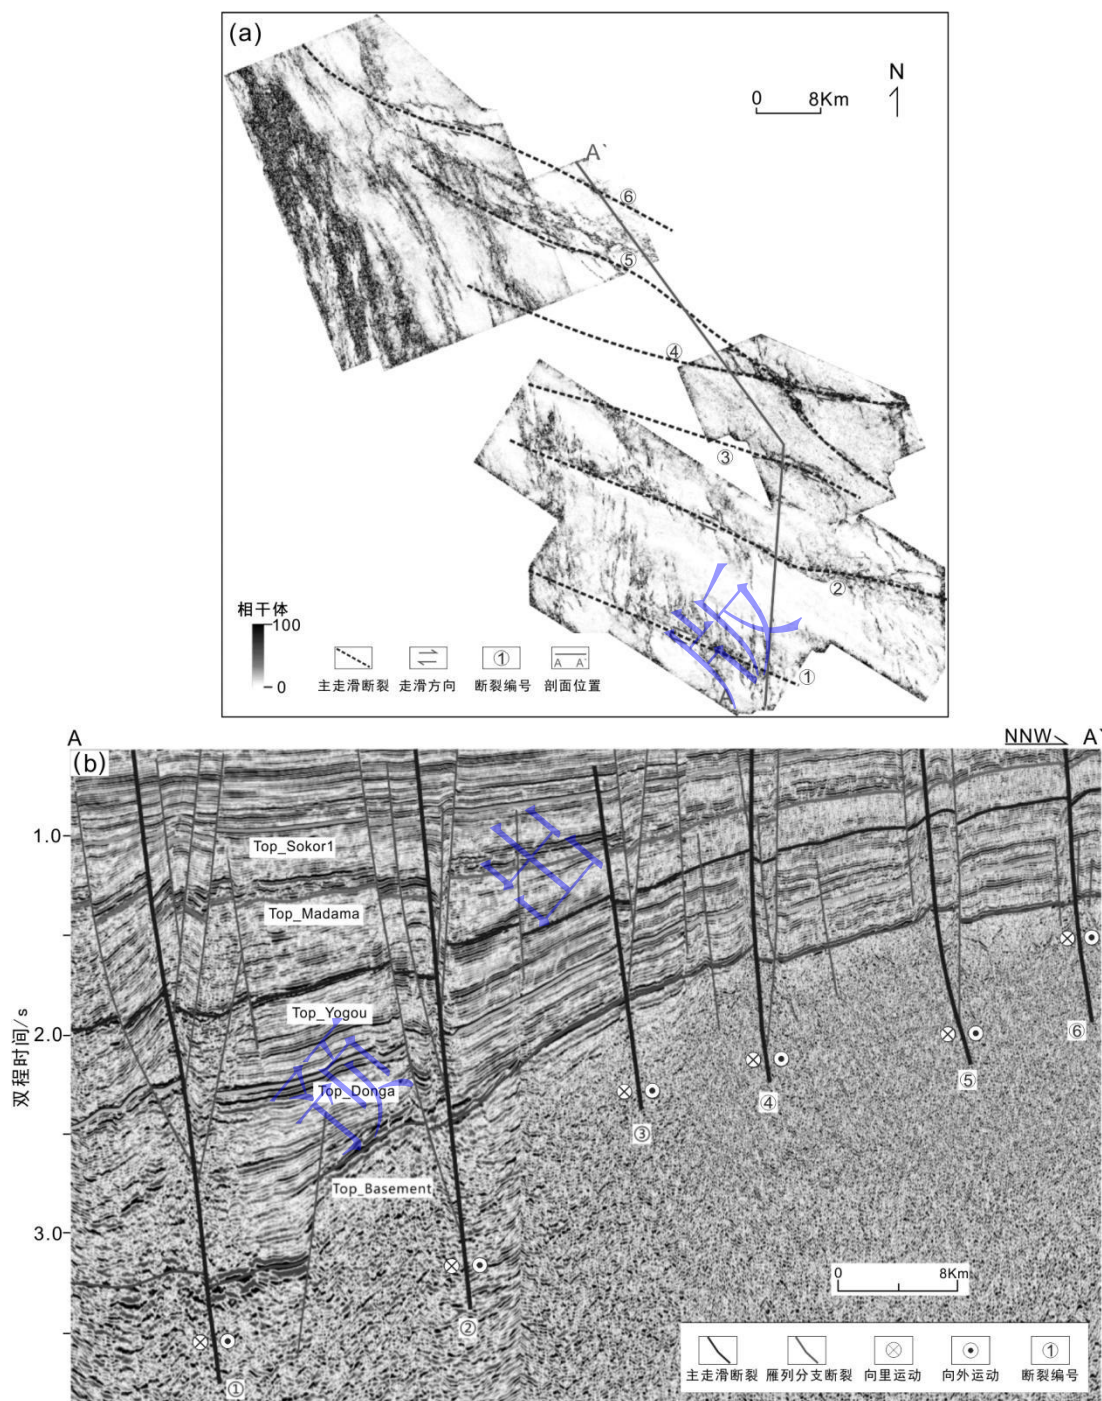 (a)
N
0 8Km
A`
⑥
⑤
④
③
②
①
A
相干体
100
0
主走滑断裂 走滑方向 断裂编号 剖面位置
① A A`
A NNW A`
(b)
双程时间/s
1.0
2.0
3.0
Top_Sokor1
Top_Madama
Top_Yogou
Top_Donga
Top_Basement
① ② ③ ④ ⑤ ⑥
0 8Km
①
主走滑断裂 雁列分支断裂 向里运动 向外运动 断裂编号